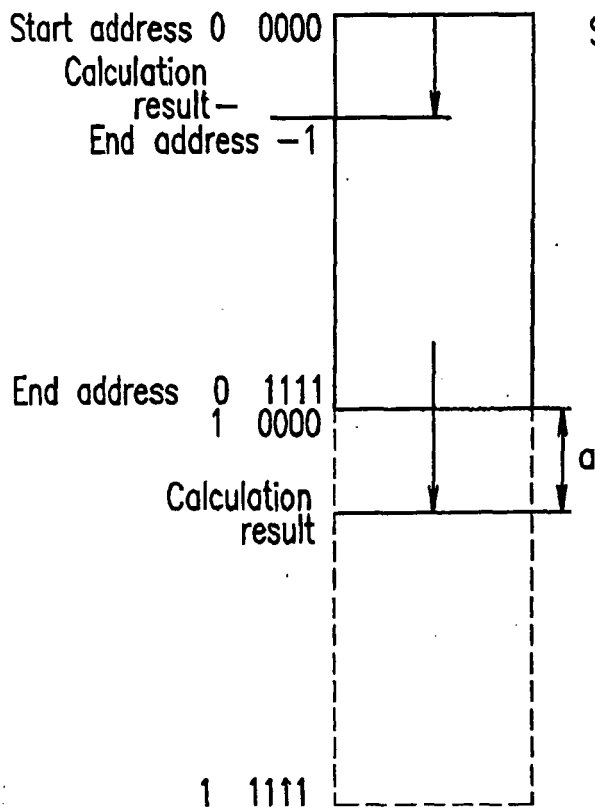 Start address 0 0000
S
Calculation
result–
End address –1
End address 0 1111
1 0000
a
Calculation
result
1 1111